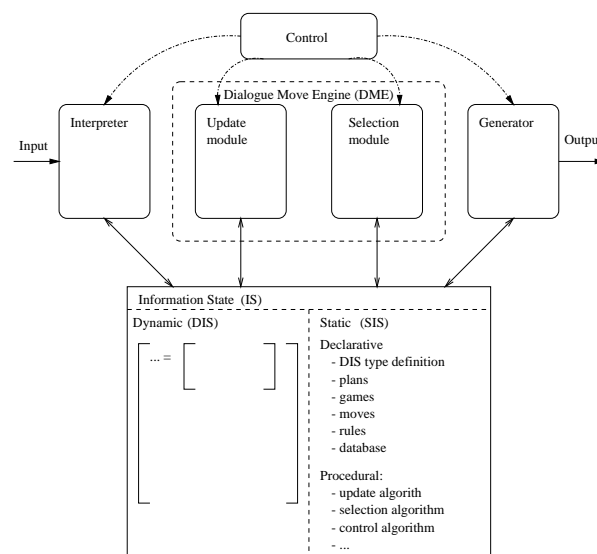 Control
Dialogue Move Engine (DME)
Interpreter
Update
module
Selection
module
Generator
Input
Output
Information State (IS)
Dynamic (DIS)
... =
Static (SIS)
Declarative
- DIS type definition
- plans
- games
- moves
- rules
- database
Procedural:
- update algorith
- selection algorithm
- control algorithm
- ...